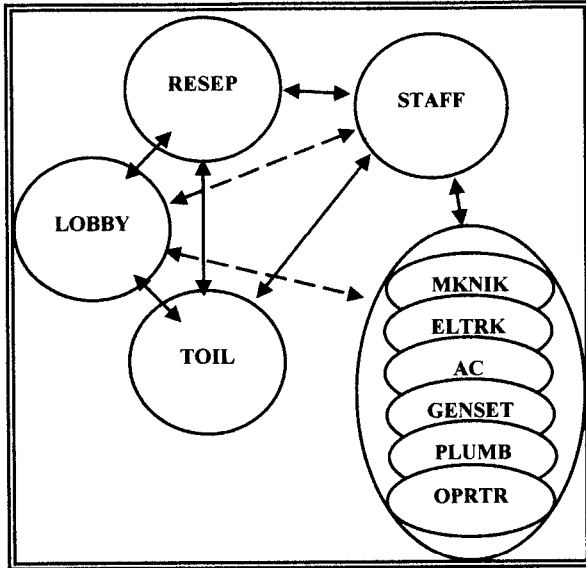 RESEP
STAFF
LOBBY
TOIL
MKNIK
ELTRK
AC
GENSET
PLUMB
OPRTR